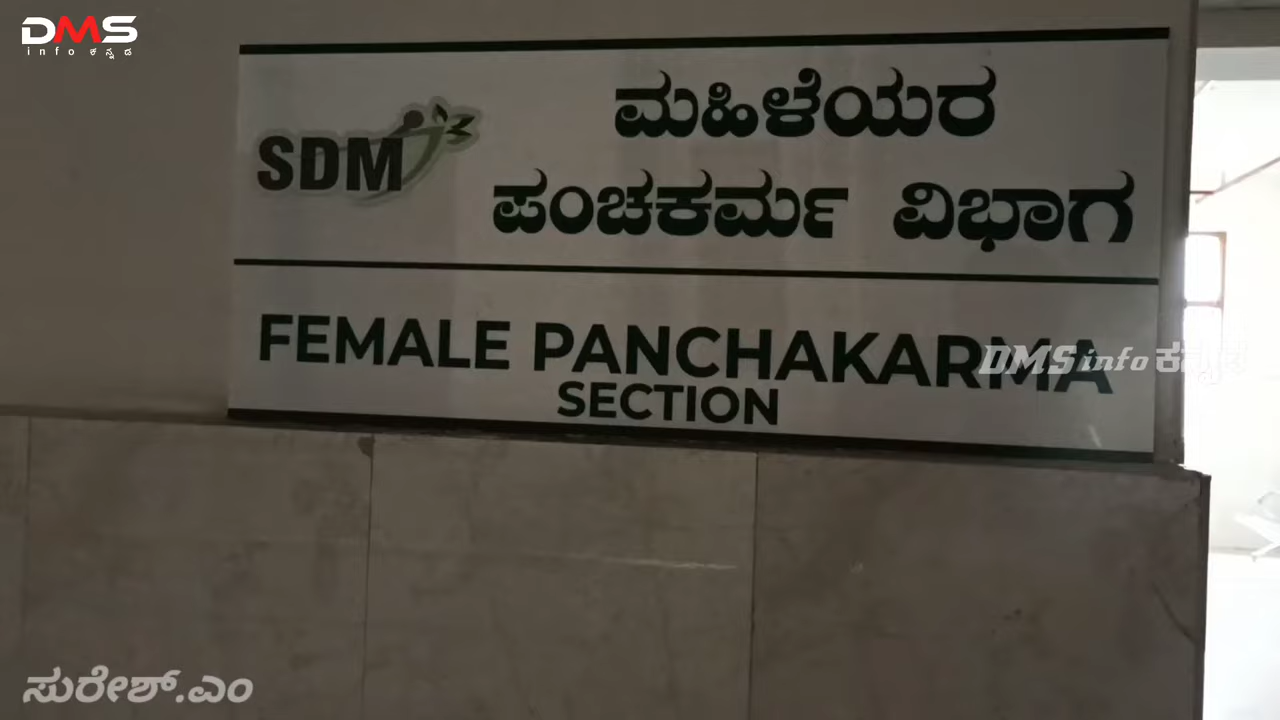 DMS
info ಕನ್ನಡ
SDM
ಮಹಿಳೆಯರ
ಪಂಚಕರ್ಮ ವಿಭಾಗ
FEMALE PANCHAKARMA
SECTION
DMS info ಕನ್ನಡ
ಸುರೇಶ್.ಎಂ